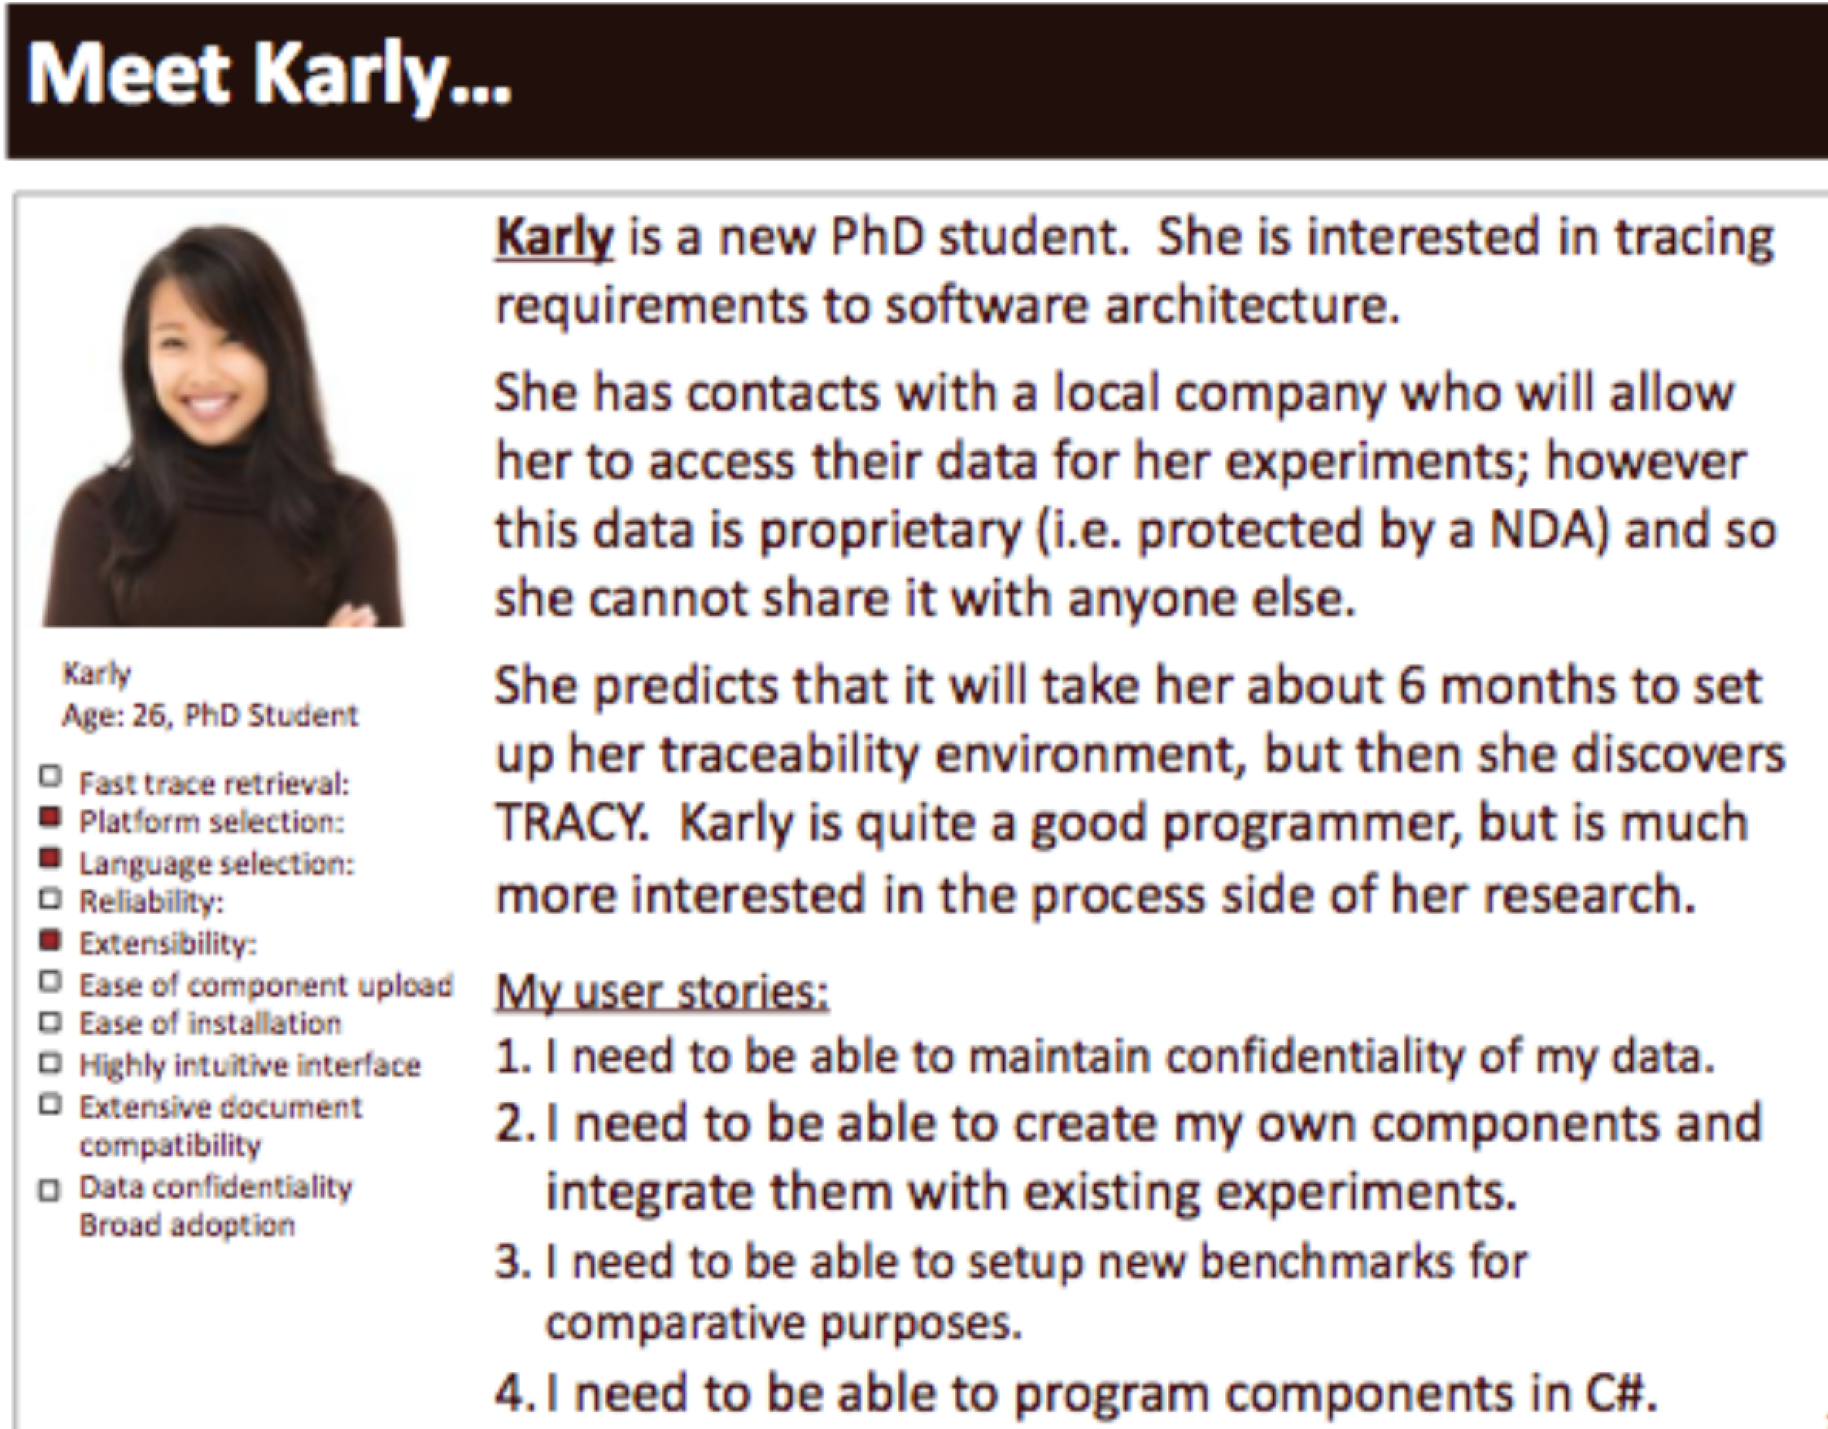 Meet Karly...
Karly
Age: 26, PhD Student
Fast trace retrieval:
Platform selection:
Language selection:
Reliability:
Extensibility:
Ease of component upload
Ease of installation
Highly intuitive interface
Extensive document
compatibility
Data confidentiality
Broad adoption
Karly is a new PhD student. She is interested in tracing
requirements to software architecture.
She has contacts with a local company who will allow
her to access their data for her experiments; however
this data is proprietary (i.e. protected by a NDA) and so
she cannot share it with anyone else.
She predicts that it will take her about 6 months to set
up her traceability environment, but then she discovers
TRACY. Karly is quite a good programmer, but is much
more interested in the process side of her research.
My user stories:
1. I need to be able to maintain confidentiality of my data.
2. I need to be able to create my own components and
integrate them with existing experiments.
3. I need to be able to setup new benchmarks for
comparative purposes.
4. I need to be able to program components in C#.